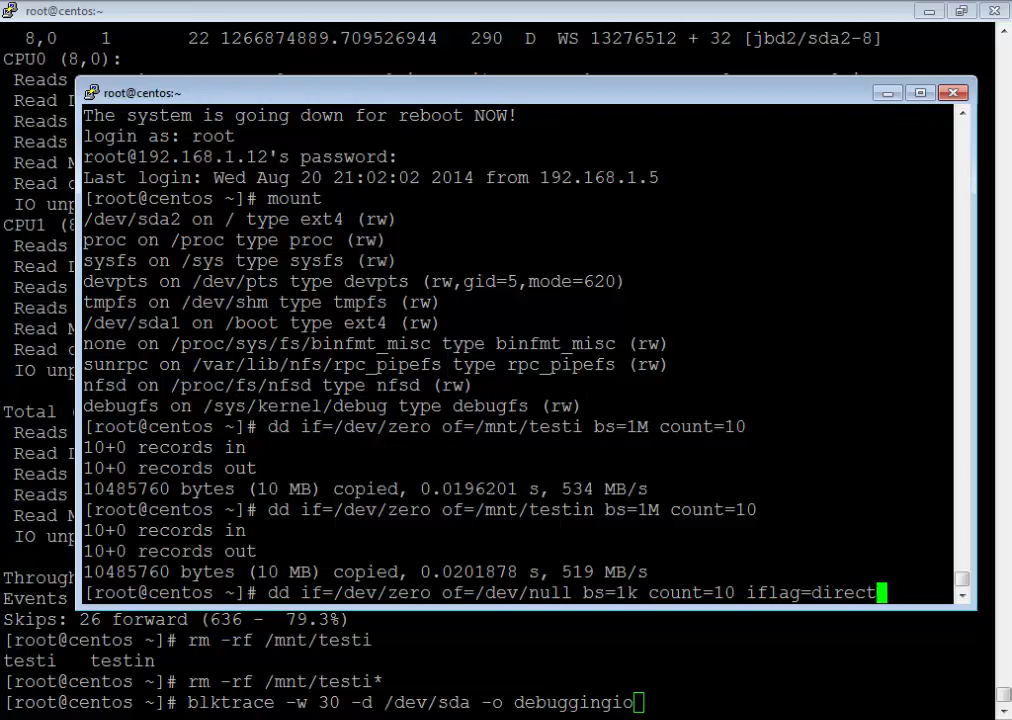 root@centos:~
8,0 1 22 1266874889.709526944 290 D WS 13276512 + 32 [jbd2/sda2-8]
CPU0 (8,0):
Reads
Read
Reads
Reads
Read
Read
IO
CPU1
Reads
Read
Reads
Reads
Read
Read
IO
Total
Reads
Read
Reads
Reads
Read
IO
root@centos:~
The system is going down for reboot NOW!
login as: root
root@192.168.1.12's password:
Last login: Wed Aug 20 21:02:02 2014 from 192.168.1.5
[root@centos ~]# mount
/dev/sda2 on / type ext4 (rw)
proc on /proc type proc (rw)
sysfs on /sys type sysfs (rw)
devpts on /dev/pts type devpts (rw,gid=5,mode=620)
tmpfs on /dev/shm type tmpfs (rw)
/dev/sda1 on /boot type ext4 (rw)
none on /proc/sys/fs/binfmt_misc type binfmt_misc (rw)
sunrpc on /var/lib/nfs/rpc_pipefs type rpc_pipefs (rw)
nfsd on /proc/fs/nfsd type nfsd (rw)
debugfs on /sys/kernel/debug type debugfs (rw)
[root@centos ~]# dd if=/dev/zero of=/mnt/testi bs=1M count=10
10+0 records in
10+0 records out
10485760 bytes (10 MB) copied, 0.0196201 s, 534 MB/s
[root@centos ~]# dd if=/dev/zero of=/mnt/testin bs=1M count=10
10+0 records in
10+0 records out
10485760 bytes (10 MB) copied, 0.0201878 s, 519 MB/s
[root@centos ~]# dd if=/dev/zero of=/dev/null bs=1k count=10 iflag=direct
Through
Events
Skips: 26 forward (636 - 79.3%)
[root@centos ~]# rm -rf /mnt/testi
testi testin
[root@centos ~]# rm -rf /mnt/testi*
[root@centos ~]# blktrace -w 30 -d /dev/sda -o debuggingio